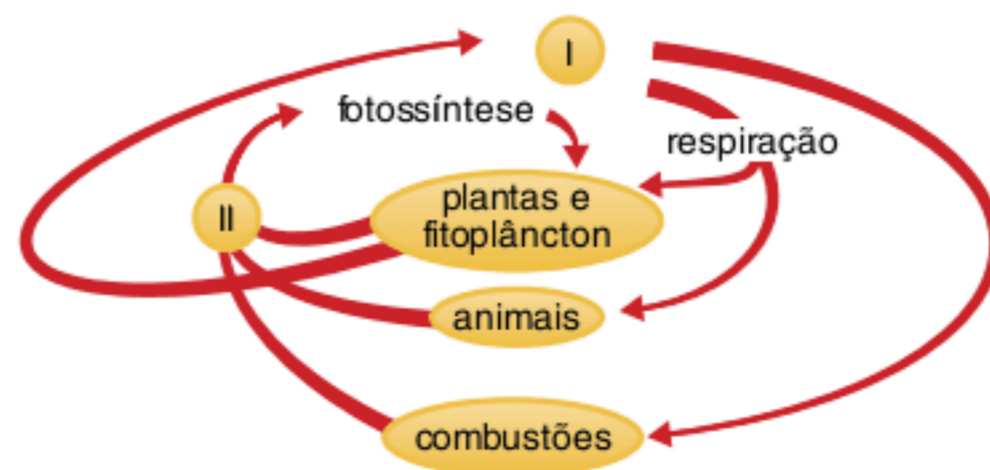 I
fotossíntese
respiração
II
plantas e
fitoplâncton
animais
combustões